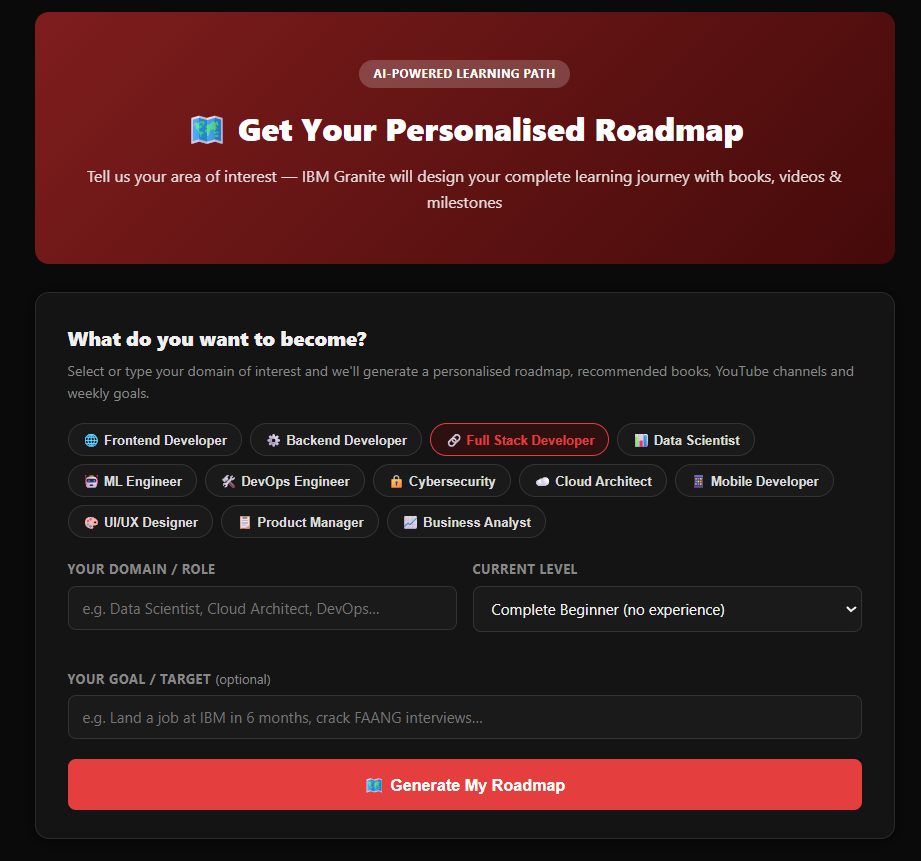 AI-POWERED LEARNING PATH
Get Your Personalised Roadmap
Tell us your area of interest — IBM Granite will design your complete learning journey with books, videos &
milestones
What do you want to become?
Select or type your domain of interest and we'll generate a personalised roadmap, recommended books, YouTube channels and
weekly goals.
Frontend Developer Backend Developer Full Stack Developer Data Scientist
ML Engineer DevOps Engineer Cybersecurity Cloud Architect Mobile Developer
UI/UX Designer Product Manager Business Analyst
YOUR DOMAIN / ROLE CURRENT LEVEL
e.g. Data Scientist, Cloud Architect, DevOps... Complete Beginner (no experience)
YOUR GOAL / TARGET (optional)
e.g. Land a job at IBM in 6 months, crack FAANG interviews...
Generate My Roadmap